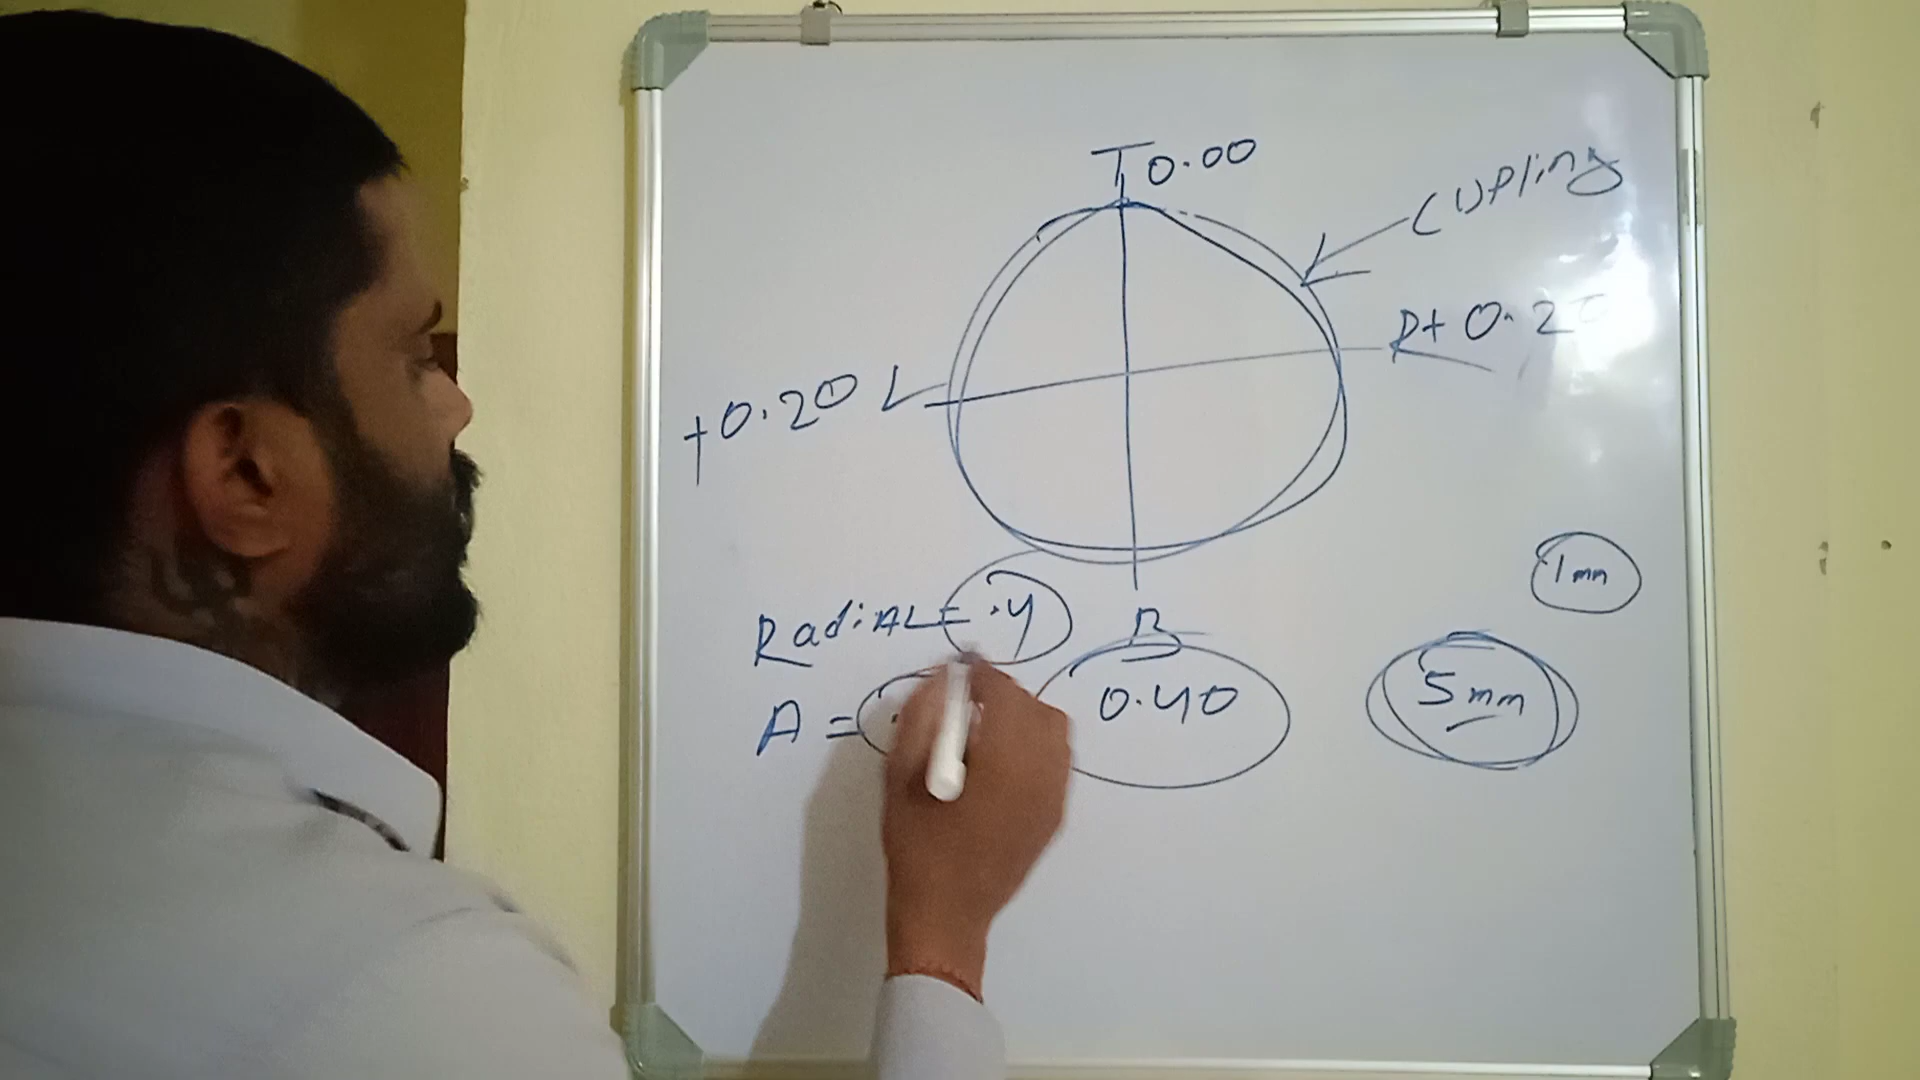 T 0.00
CUPling
R+ 0.20
+0.20 L
1mm
RadiAL = .4
B
5mm
A =
0.40